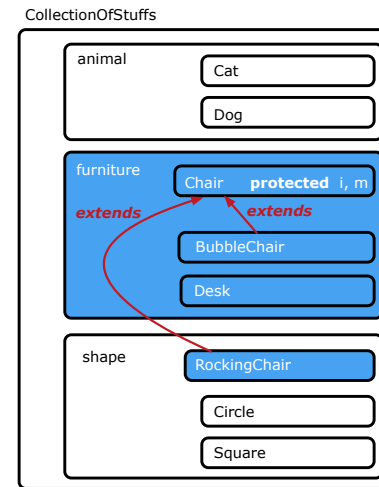 CollectionOfStuffs
animal
Cat
Dog
furniture
Chair protected i, m
extends
extends
BubbleChair
Desk
shape
RockingChair
Circle
Square